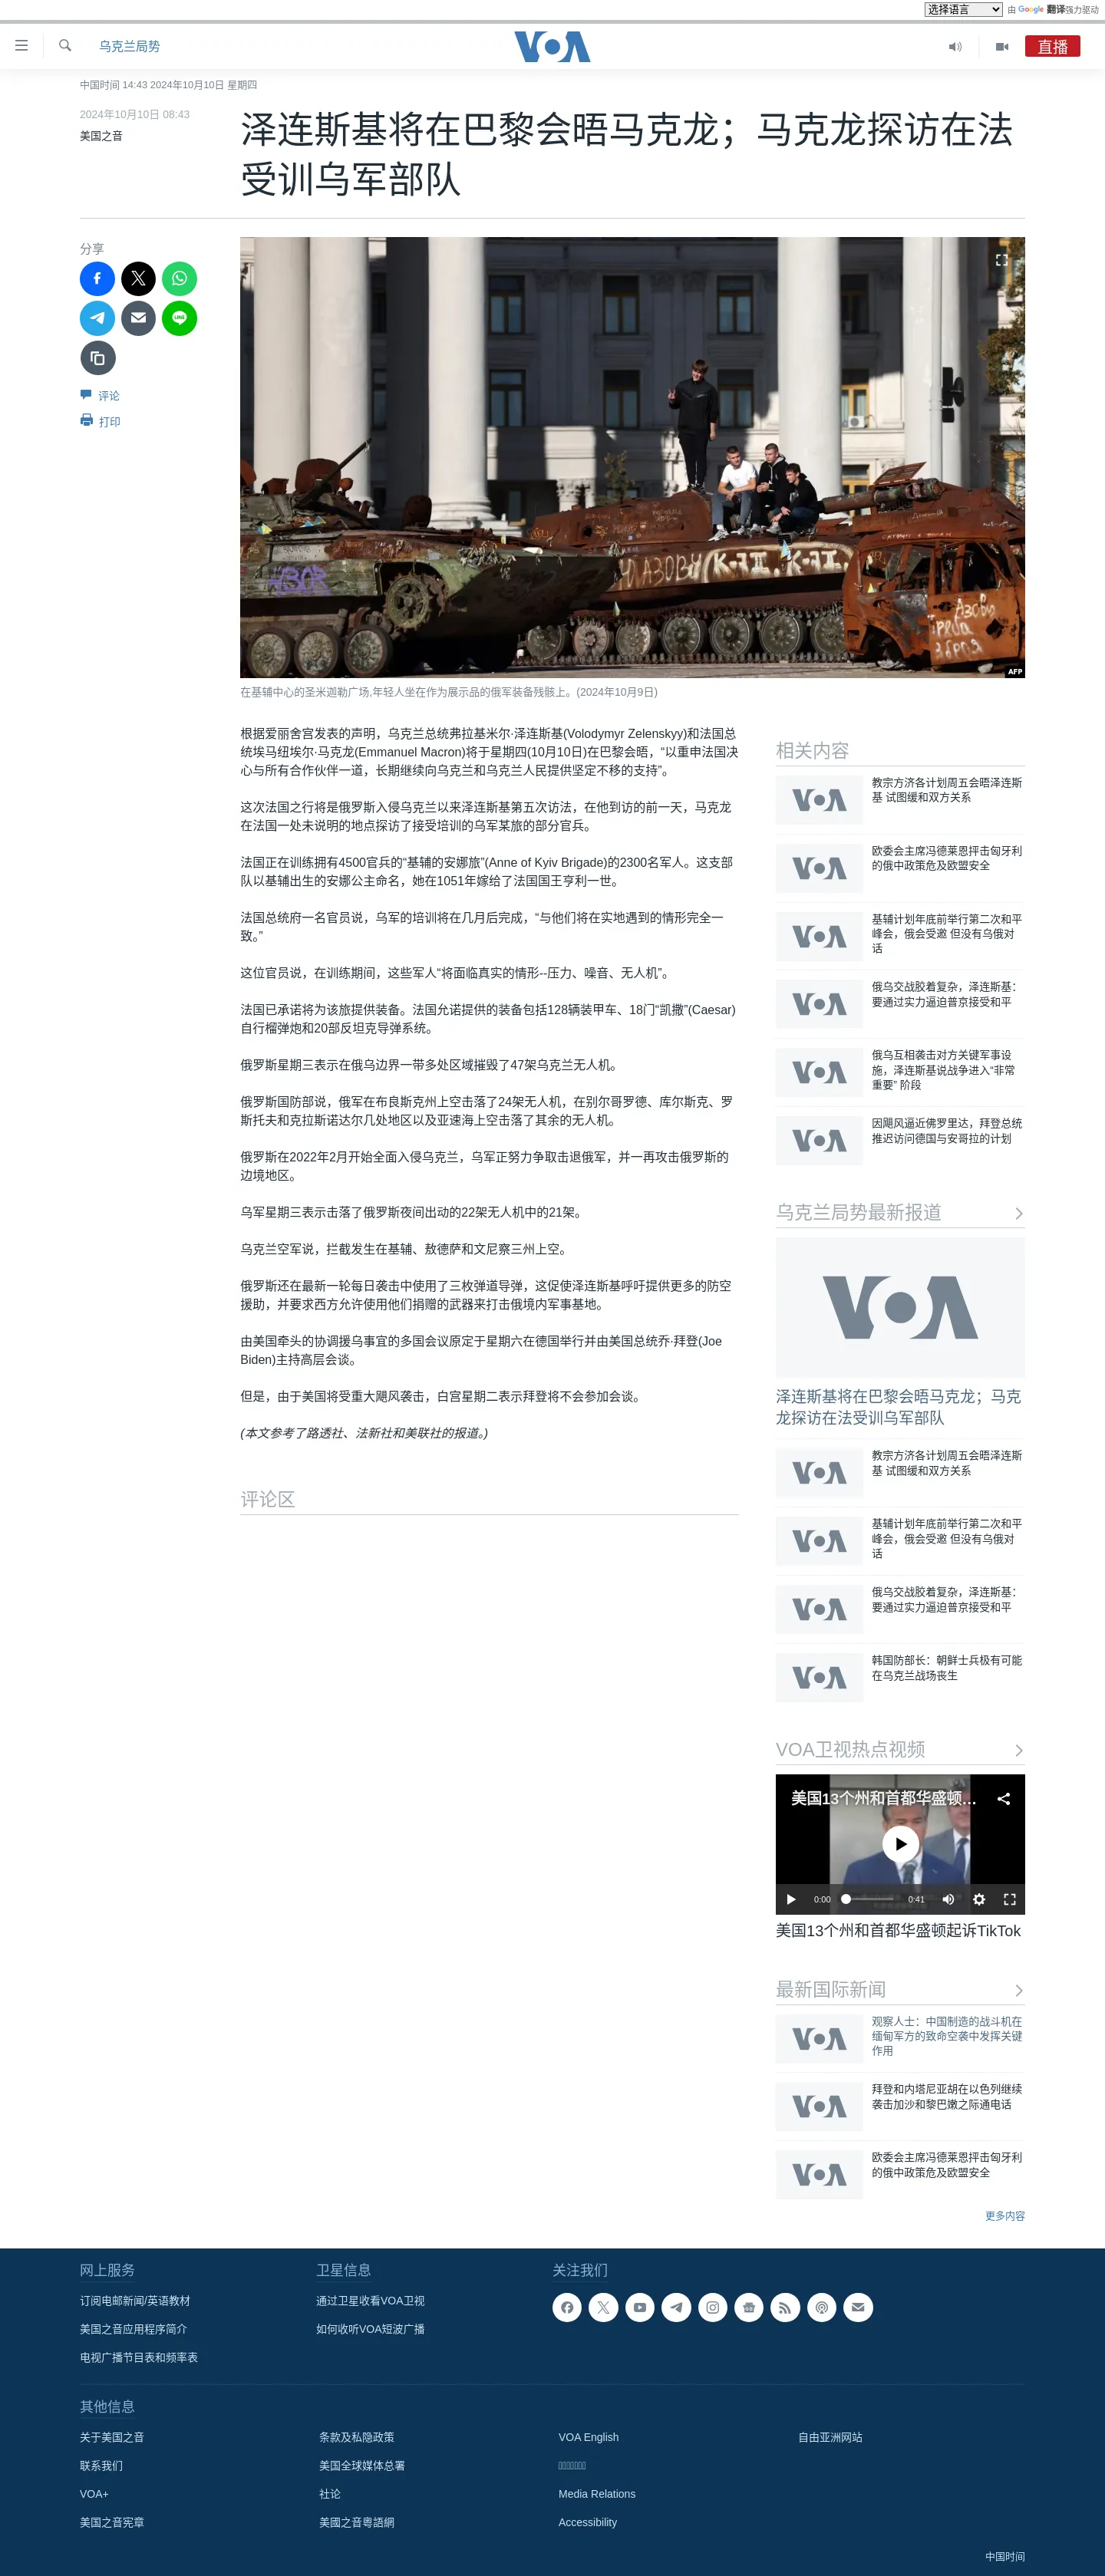 选择语言 由 Google 翻译强力驱动
乌克兰局势
VOA
直播
中国时间 14:43 2024年10月10日 星期四
2024年10月10日 08:43
美国之音
泽连斯基将在巴黎会晤马克龙；马克龙探访在法
受训乌军部队
分享
评论
打印
AFP
在基辅中心的圣米迦勒广场,年轻人坐在作为展示品的俄军装备残骸上。(2024年10月9日)
根据爱丽舍宫发表的声明，乌克兰总统弗拉基米尔·泽连斯基(Volodymyr Zelenskyy)和法国总
统埃马纽埃尔·马克龙(Emmanuel Macron)将于星期四(10月10日)在巴黎会晤，“以重申法国决
心与所有合作伙伴一道，长期继续向乌克兰和乌克兰人民提供坚定不移的支持”。
这次法国之行将是俄罗斯入侵乌克兰以来泽连斯基第五次访法，在他到访的前一天，马克龙
在法国一处未说明的地点探访了接受培训的乌军某旅的部分官兵。
法国正在训练拥有4500官兵的“基辅的安娜旅”(Anne of Kyiv Brigade)的2300名军人。这支部
队以基辅出生的安娜公主命名，她在1051年嫁给了法国国王亨利一世。
法国总统府一名官员说，乌军的培训将在几月后完成，“与他们将在实地遇到的情形完全一
致。”
这位官员说，在训练期间，这些军人“将面临真实的情形--压力、噪音、无人机”。
法国已承诺将为该旅提供装备。法国允诺提供的装备包括128辆装甲车、18门“凯撒”(Caesar)
自行榴弹炮和20部反坦克导弹系统。
俄罗斯星期三表示在俄乌边界一带多处区域摧毁了47架乌克兰无人机。
俄罗斯国防部说，俄军在布良斯克州上空击落了24架无人机，在别尔哥罗德、库尔斯克、罗
斯托夫和克拉斯诺达尔几处地区以及亚速海上空击落了其余的无人机。
俄罗斯在2022年2月开始全面入侵乌克兰，乌军正努力争取击退俄军，并一再攻击俄罗斯的
边境地区。
乌军星期三表示击落了俄罗斯夜间出动的22架无人机中的21架。
乌克兰空军说，拦截发生在基辅、敖德萨和文尼察三州上空。
俄罗斯还在最新一轮每日袭击中使用了三枚弹道导弹，这促使泽连斯基呼吁提供更多的防空
援助，并要求西方允许使用他们捐赠的武器来打击俄境内军事基地。
由美国牵头的协调援乌事宜的多国会议原定于星期六在德国举行并由美国总统乔·拜登(Joe
Biden)主持高层会谈。
但是，由于美国将受重大飓风袭击，白宫星期二表示拜登将不会参加会谈。
(本文参考了路透社、法新社和美联社的报道。)
评论区
相关内容
教宗方济各计划周五会晤泽连斯
基 试图缓和双方关系
欧委会主席冯德莱恩抨击匈牙利
的俄中政策危及欧盟安全
基辅计划年底前举行第二次和平
峰会，俄会受邀 但没有乌俄对
话
俄乌交战胶着复杂，泽连斯基：
要通过实力逼迫普京接受和平
俄乌互相袭击对方关键军事设
施，泽连斯基说战争进入“非常
重要” 阶段
因飓风逼近佛罗里达，拜登总统
推迟访问德国与安哥拉的计划
乌克兰局势最新报道
VOA
泽连斯基将在巴黎会晤马克龙；马克
龙探访在法受训乌军部队
教宗方济各计划周五会晤泽连斯
基 试图缓和双方关系
基辅计划年底前举行第二次和平
峰会，俄会受邀 但没有乌俄对
话
俄乌交战胶着复杂，泽连斯基：
要通过实力逼迫普京接受和平
韩国防部长：朝鲜士兵极有可能
在乌克兰战场丧生
VOA卫视热点视频
美国13个州和首都华盛顿…
0:00 0:41
美国13个州和首都华盛顿起诉TikTok
最新国际新闻
观察人士：中国制造的战斗机在
缅甸军方的致命空袭中发挥关键
作用
拜登和内塔尼亚胡在以色列继续
袭击加沙和黎巴嫩之际通电话
欧委会主席冯德莱恩抨击匈牙利
的俄中政策危及欧盟安全
更多内容
网上服务
订阅电邮新闻/英语教材
美国之音应用程序简介
电视广播节目表和频率表
卫星信息
通过卫星收看VOA卫视
如何收听VOA短波广播
关注我们
其他信息
关于美国之音
联系我们
VOA+
美国之音宪章
条款及私隐政策
美国全球媒体总署
社论
美國之音粵語網
VOA English
Media Relations
Accessibility
自由亚洲网站
中国时间